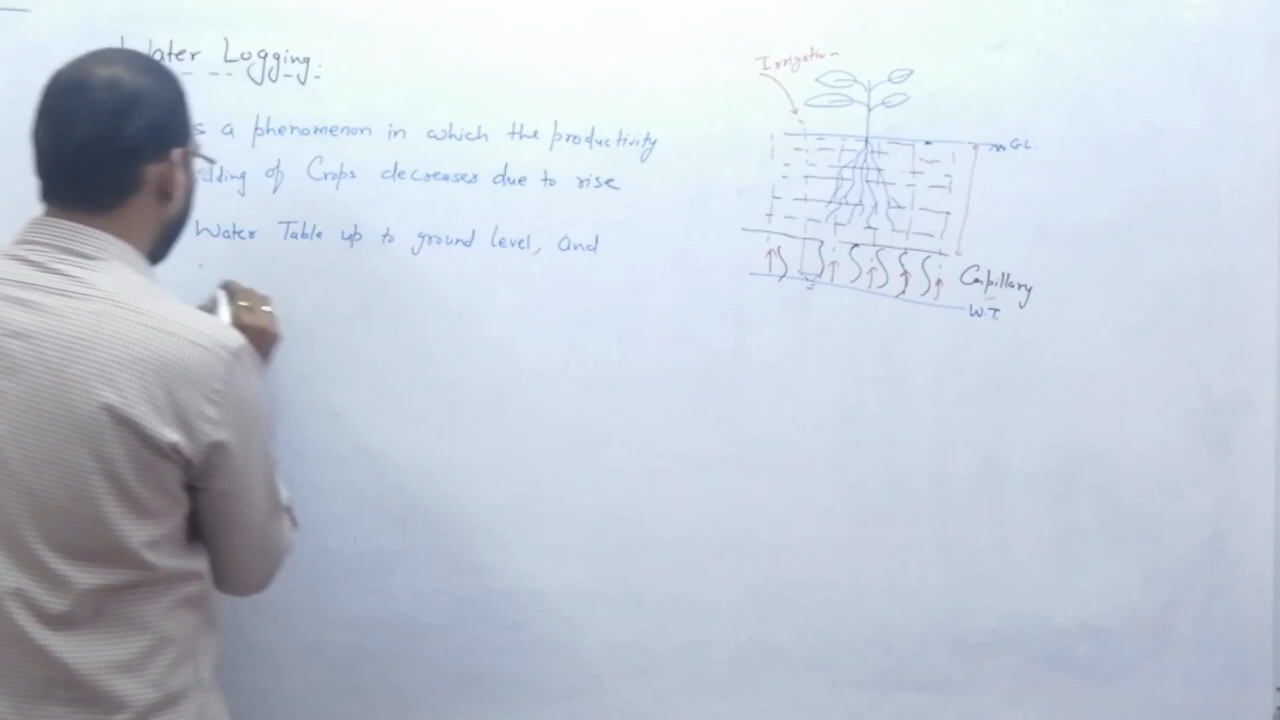 Water Logging:
s a phenomenon in which the productivity
lding of Crops decreases due to rise
Water Table up to ground level, and
Irrigation
G.L.
Capillary
W.T.